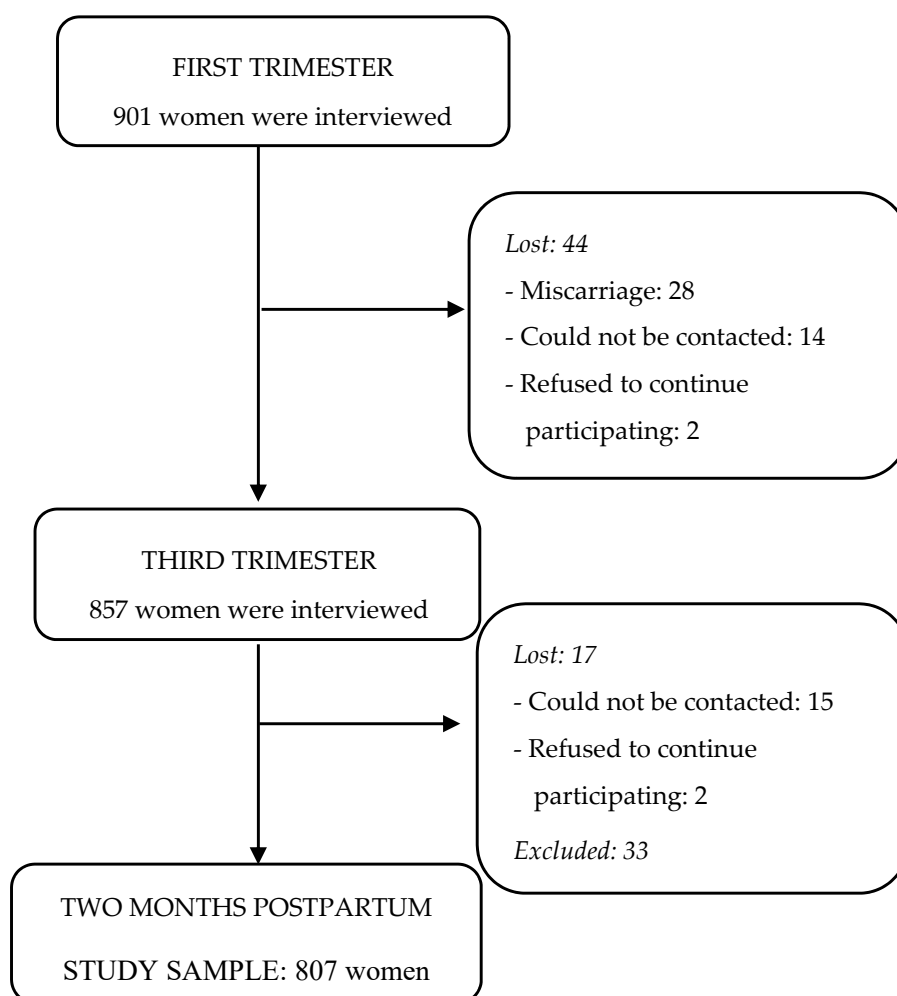 FIRST TRIMESTER
901 women were interviewed
Lost: 44
- Miscarriage: 28
- Could not be contacted: 14
- Refused to continue
participating: 2
THIRD TRIMESTER
857 women were interviewed
Lost: 17
- Could not be contacted: 15
- Refused to continue
participating: 2
Excluded: 33
TWO MONTHS POSTPARTUM
STUDY SAMPLE: 807 women